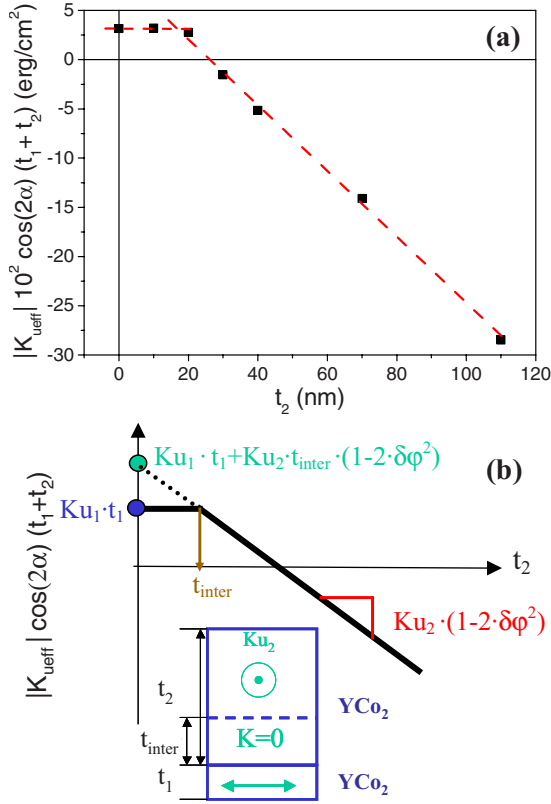 (a)
|K_ueff| 10² cos(2α) (t₁+ t₂) (erg/cm²)
5
0
-5
-10
-15
-20
-25
-30
0 20 40 60 80 100 120
t₂ (nm)
(b)
|K_ueff| cos(2α) (t₁+t₂)
Ku₁ · t₁+Ku₂·t_inter·(1-2·δφ²)
Ku₁·t₁
t₂
t_inter
Ku₂·(1-2·δφ²)
Ku₂
t₂
YCo₂
t_inter
K=0
t₁
YCo₂